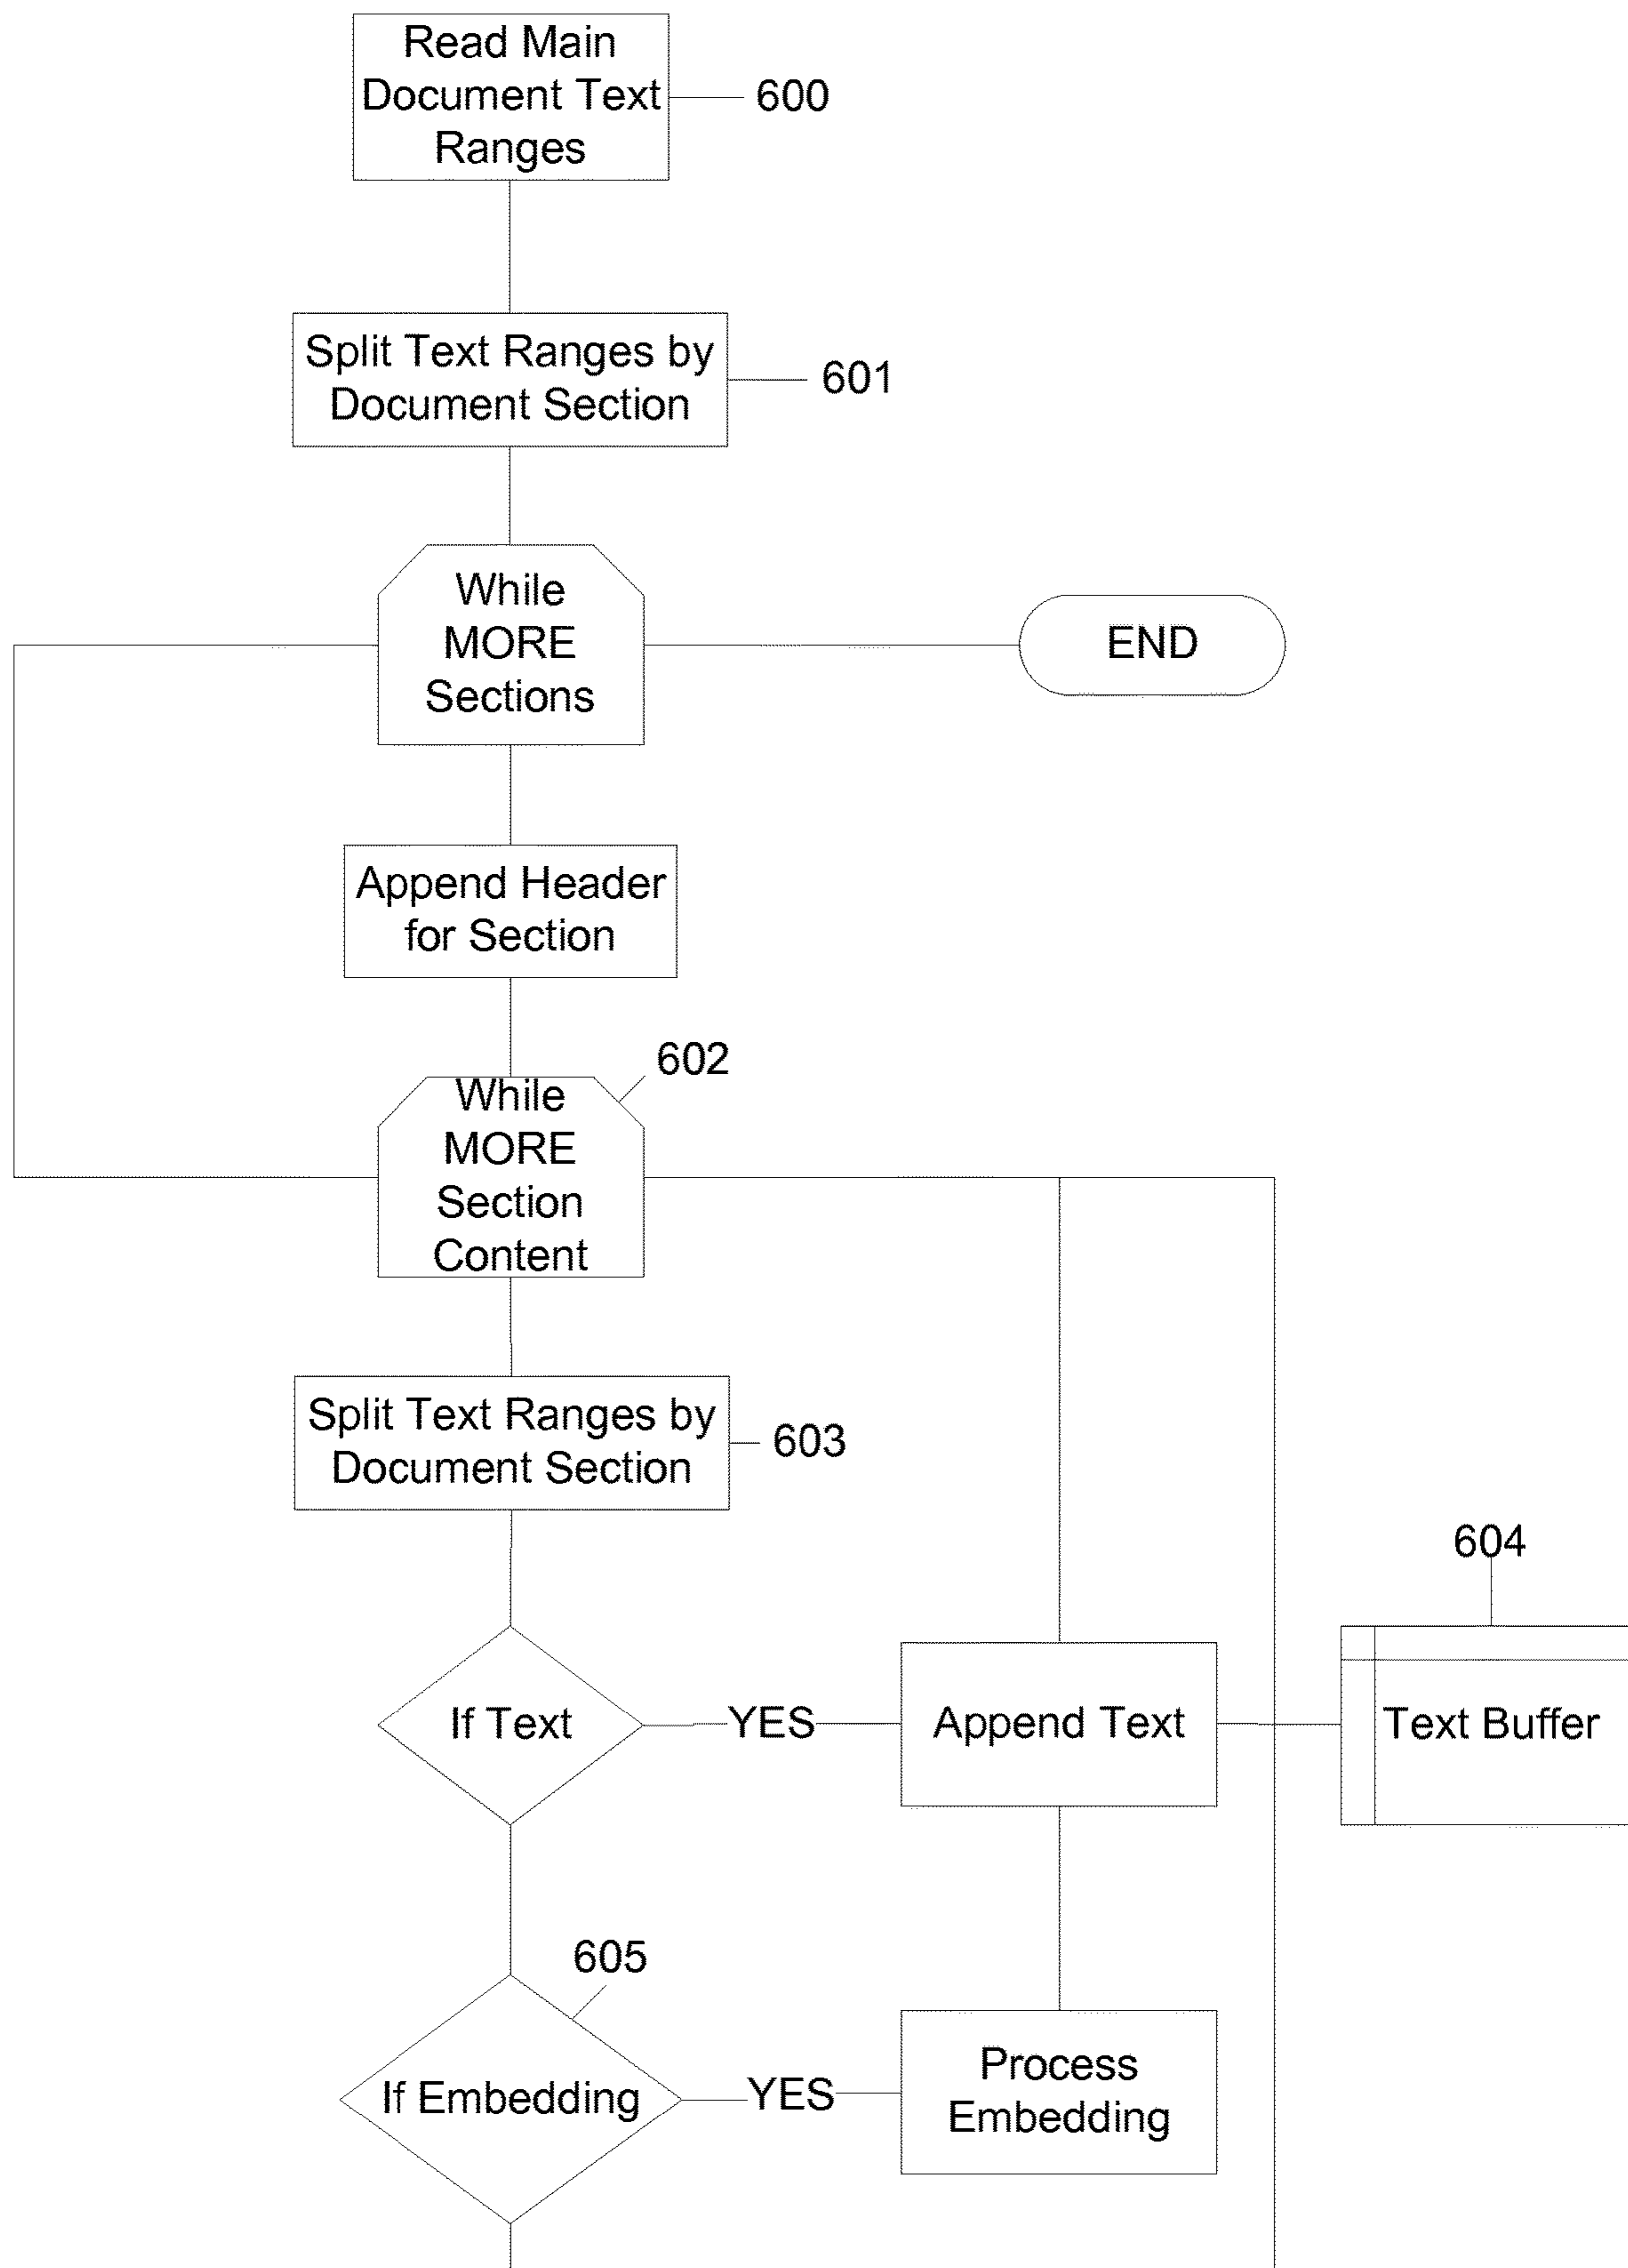 Read Main
Document Text
Ranges
600
Split Text Ranges by
Document Section
601
While
MORE
Sections
END
Append Header
for Section
602
While
MORE
Section
Content
Split Text Ranges by
Document Section
603
604
If Text
YES
Append Text
Text Buffer
605
If Embedding
YES
Process
Embedding